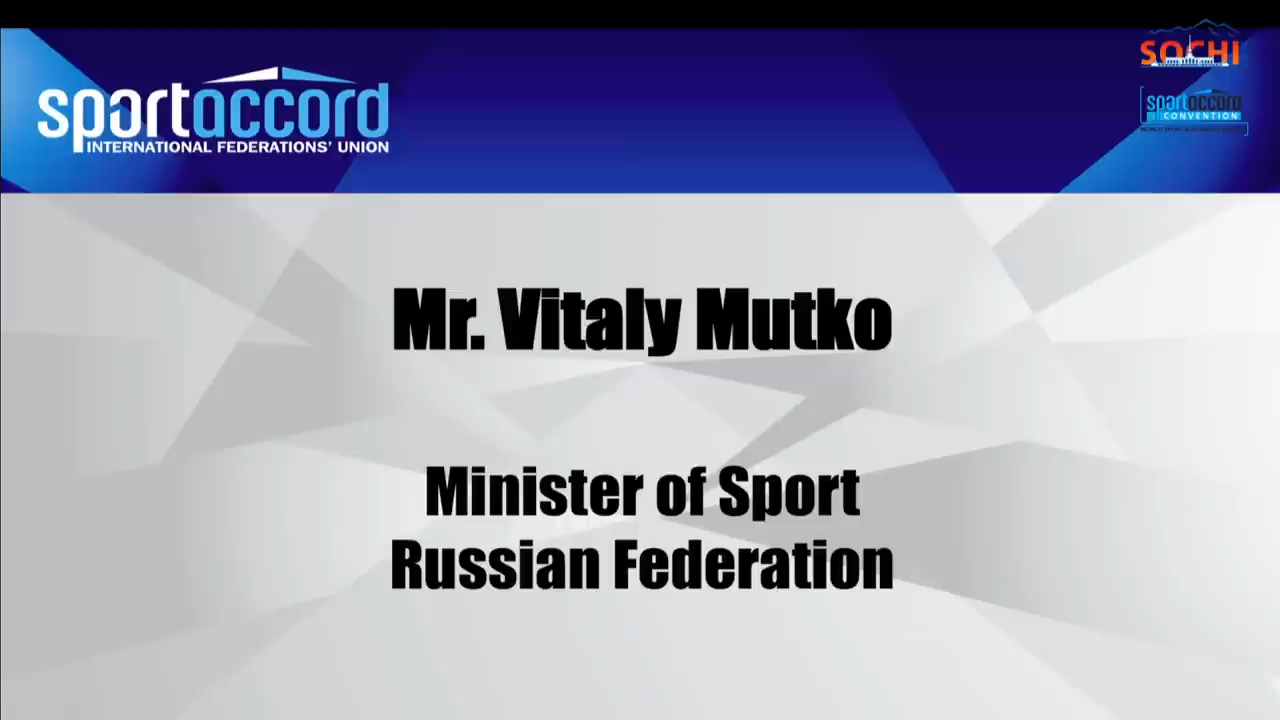 sportaccord
INTERNATIONAL FEDERATIONS' UNION
SOCHI
sportaccord
CONVENTION
Mr. Vitaly Mutko
Minister of Sport
Russian Federation